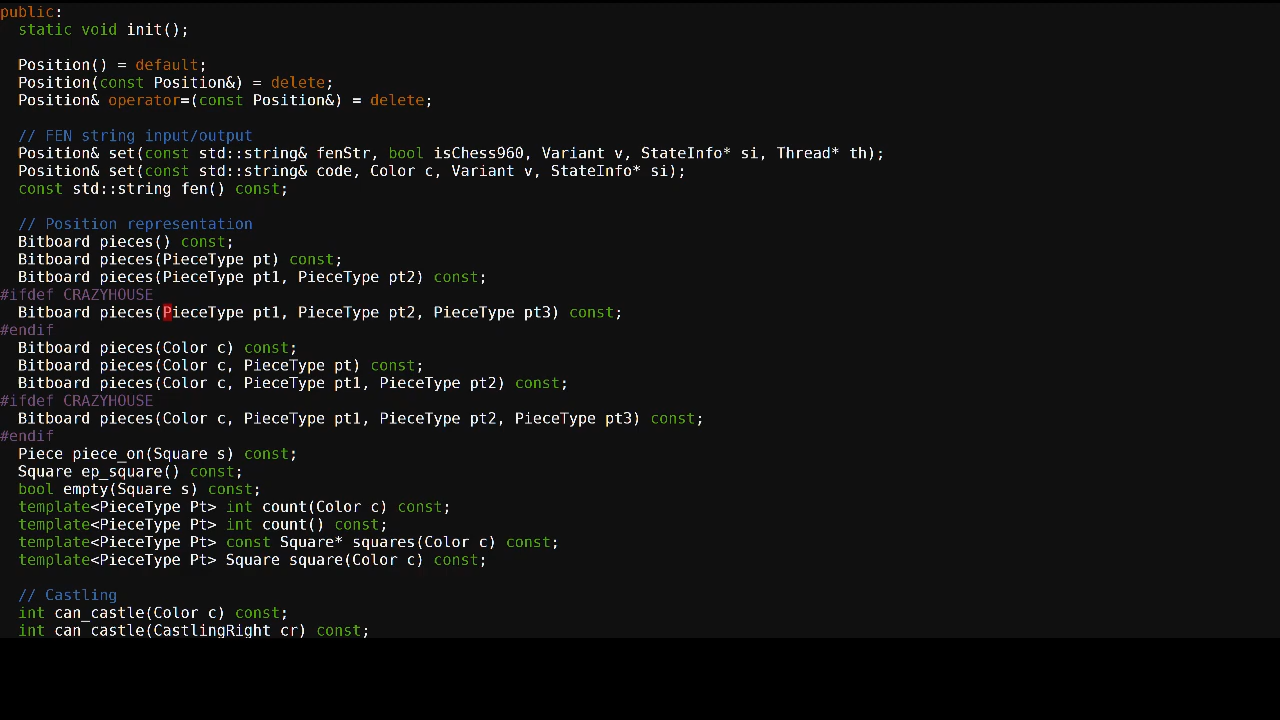 public:
  static void init();

  Position() = default;
  Position(const Position&) = delete;
  Position& operator=(const Position&) = delete;

  // FEN string input/output
  Position& set(const std::string& fenStr, bool isChess960, Variant v, StateInfo* si, Thread* th);
  Position& set(const std::string& code, Color c, Variant v, StateInfo* si);
  const std::string fen() const;

  // Position representation
  Bitboard pieces() const;
  Bitboard pieces(PieceType pt) const;
  Bitboard pieces(PieceType pt1, PieceType pt2) const;
#ifdef CRAZYHOUSE
  Bitboard pieces(PieceType pt1, PieceType pt2, PieceType pt3) const;
#endif
  Bitboard pieces(Color c) const;
  Bitboard pieces(Color c, PieceType pt) const;
  Bitboard pieces(Color c, PieceType pt1, PieceType pt2) const;
#ifdef CRAZYHOUSE
  Bitboard pieces(Color c, PieceType pt1, PieceType pt2, PieceType pt3) const;
#endif
  Piece piece_on(Square s) const;
  Square ep_square() const;
  bool empty(Square s) const;
  template<PieceType Pt> int count(Color c) const;
  template<PieceType Pt> int count() const;
  template<PieceType Pt> const Square* squares(Color c) const;
  template<PieceType Pt> Square square(Color c) const;

  // Castling
  int can_castle(Color c) const;
  int can_castle(CastlingRight cr) const;